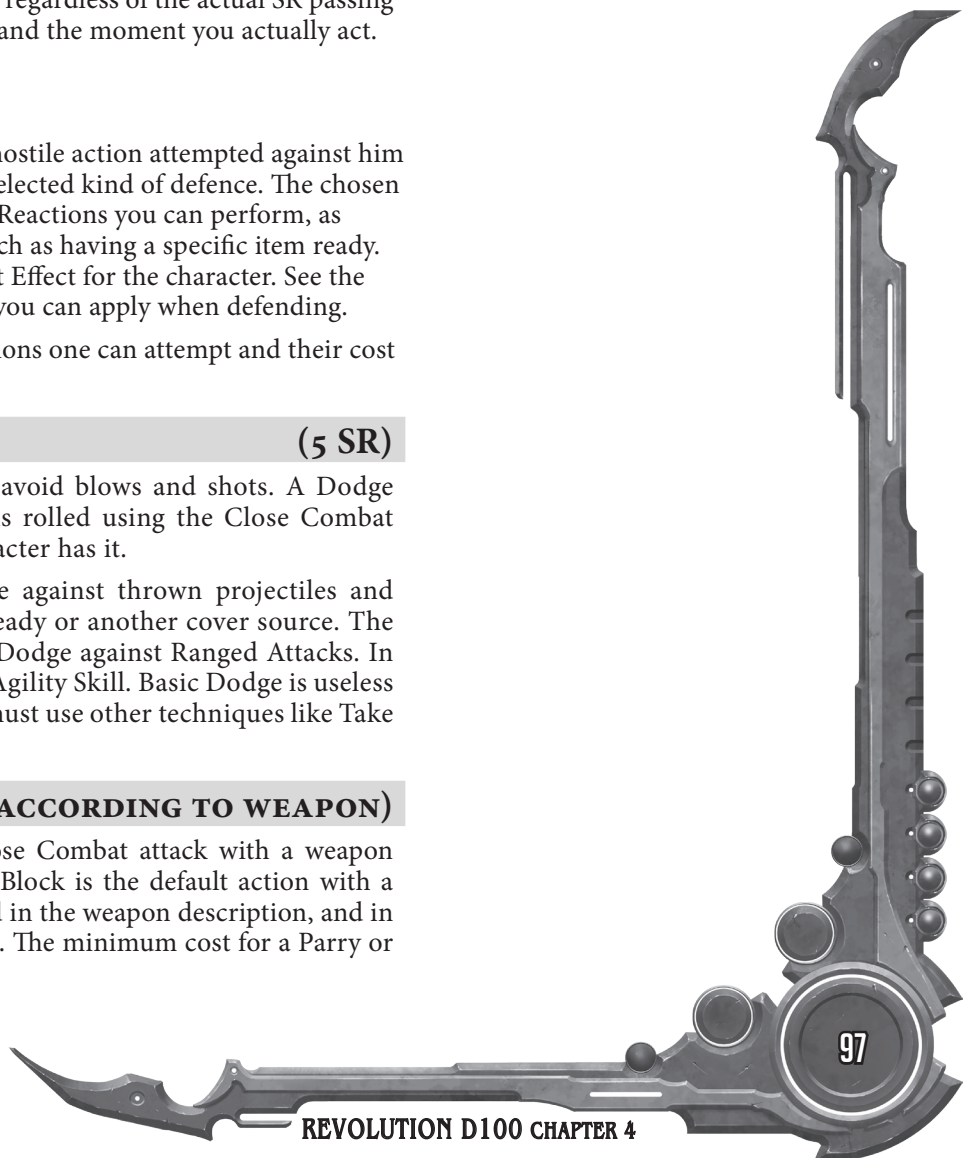 regardless of the actual SR passing
and the moment you actually act.
hostile action attempted against him
elected kind of defence. The chosen
Reactions you can perform, as
ch as having a specific item ready.
t Effect for the character. See the
you can apply when defending.
ions one can attempt and their cost
(5 SR)
avoid blows and shots. A Dodge
s rolled using the Close Combat
acter has it.
e against thrown projectiles and
eady or another cover source. The
Dodge against Ranged Attacks. In
Agility Skill. Basic Dodge is useless
must use other techniques like Take
ACCORDING TO WEAPON)
ose Combat attack with a weapon
Block is the default action with a
d in the weapon description, and in
. The minimum cost for a Parry or
97
REVOLUTION D100 CHAPTER 4